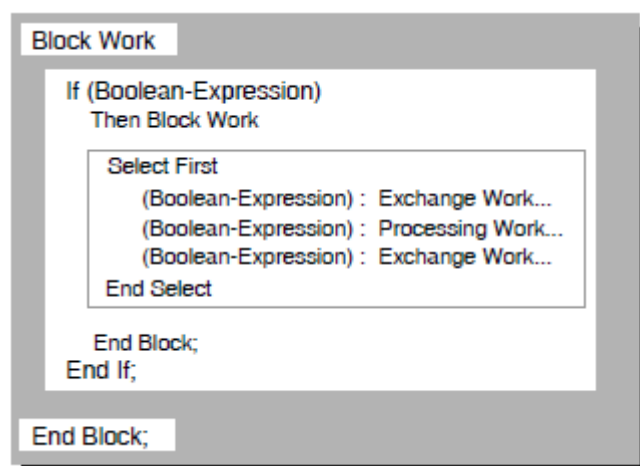 Block Work
If (Boolean-Expression)
Then Block Work
Select First
(Boolean-Expression) : Exchange Work...
(Boolean-Expression) : Processing Work...
(Boolean-Expression) : Exchange Work...
End Select
End Block;
End If;
End Block;